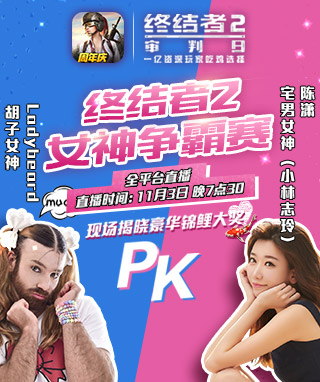 周年庆
终结者2
审判日
一亿资深玩家吃鸡选择
终结者2
女神争霸赛
全平台直播
直播时间：11月3日 晚7点30
现场揭晓豪华锦鲤大奖
muc
PK
胡子女神
Ladybeard
陈潇
宅男女神（小林志玲）